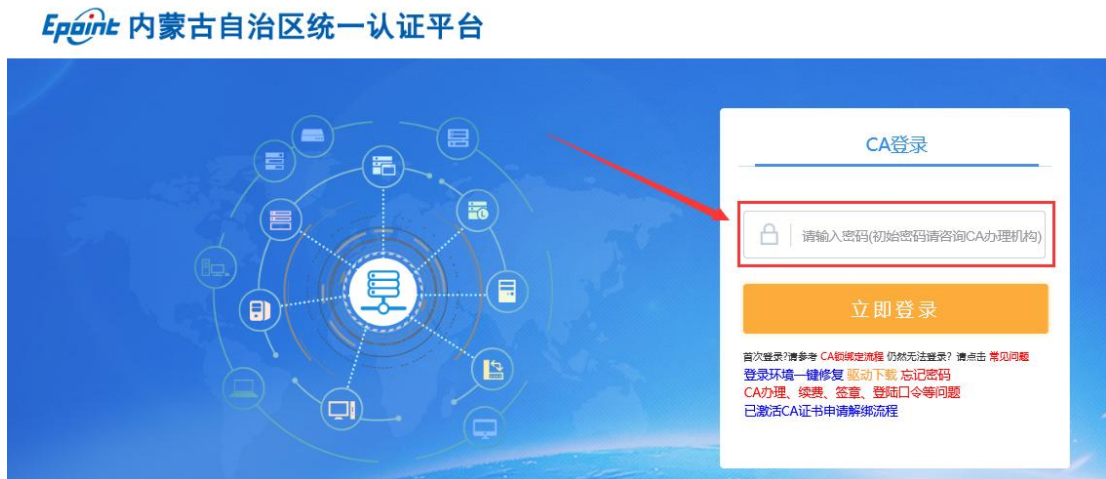 Epoint 内蒙古自治区统一认证平台
CA登录
请输入密码(初始密码请咨询CA办理机构)
立即登录
首次登录?请参考 CA锁绑定流程 仍然无法登录? 请点击 常见问题
登录环境一键修复 驱动下载 忘记密码
CA办理、续费、签章、登陆口令等问题
已激活CA证书申请解绑流程